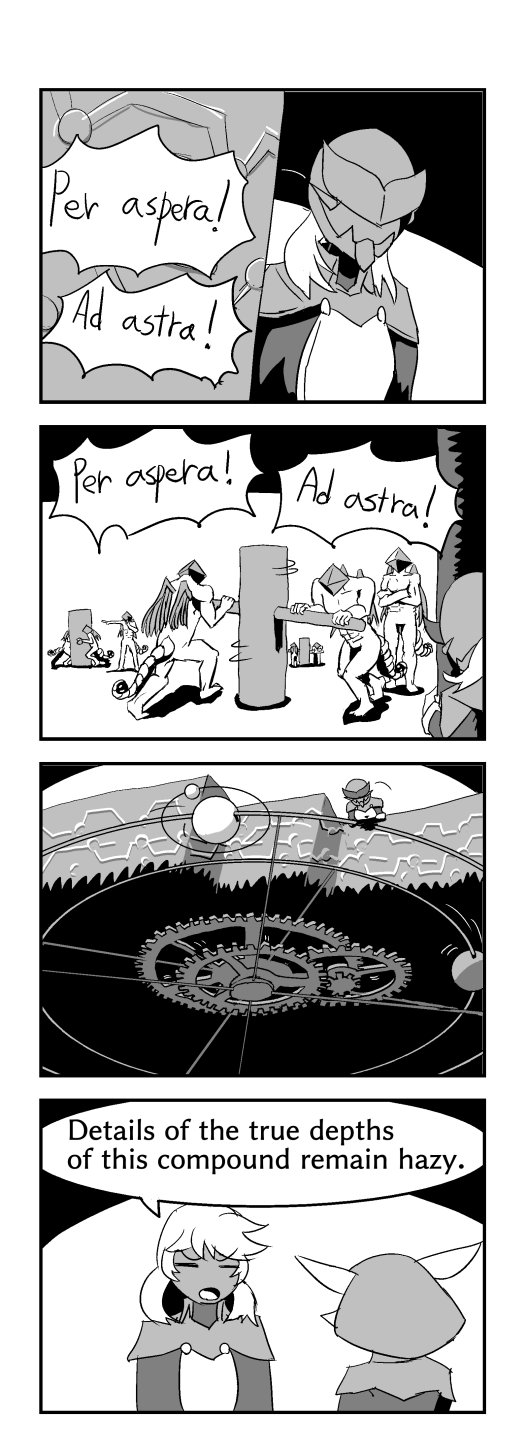 Per aspera!
Ad astra!
Per aspera!
Ad astra!
Details of the true depths
of this compound remain hazy.